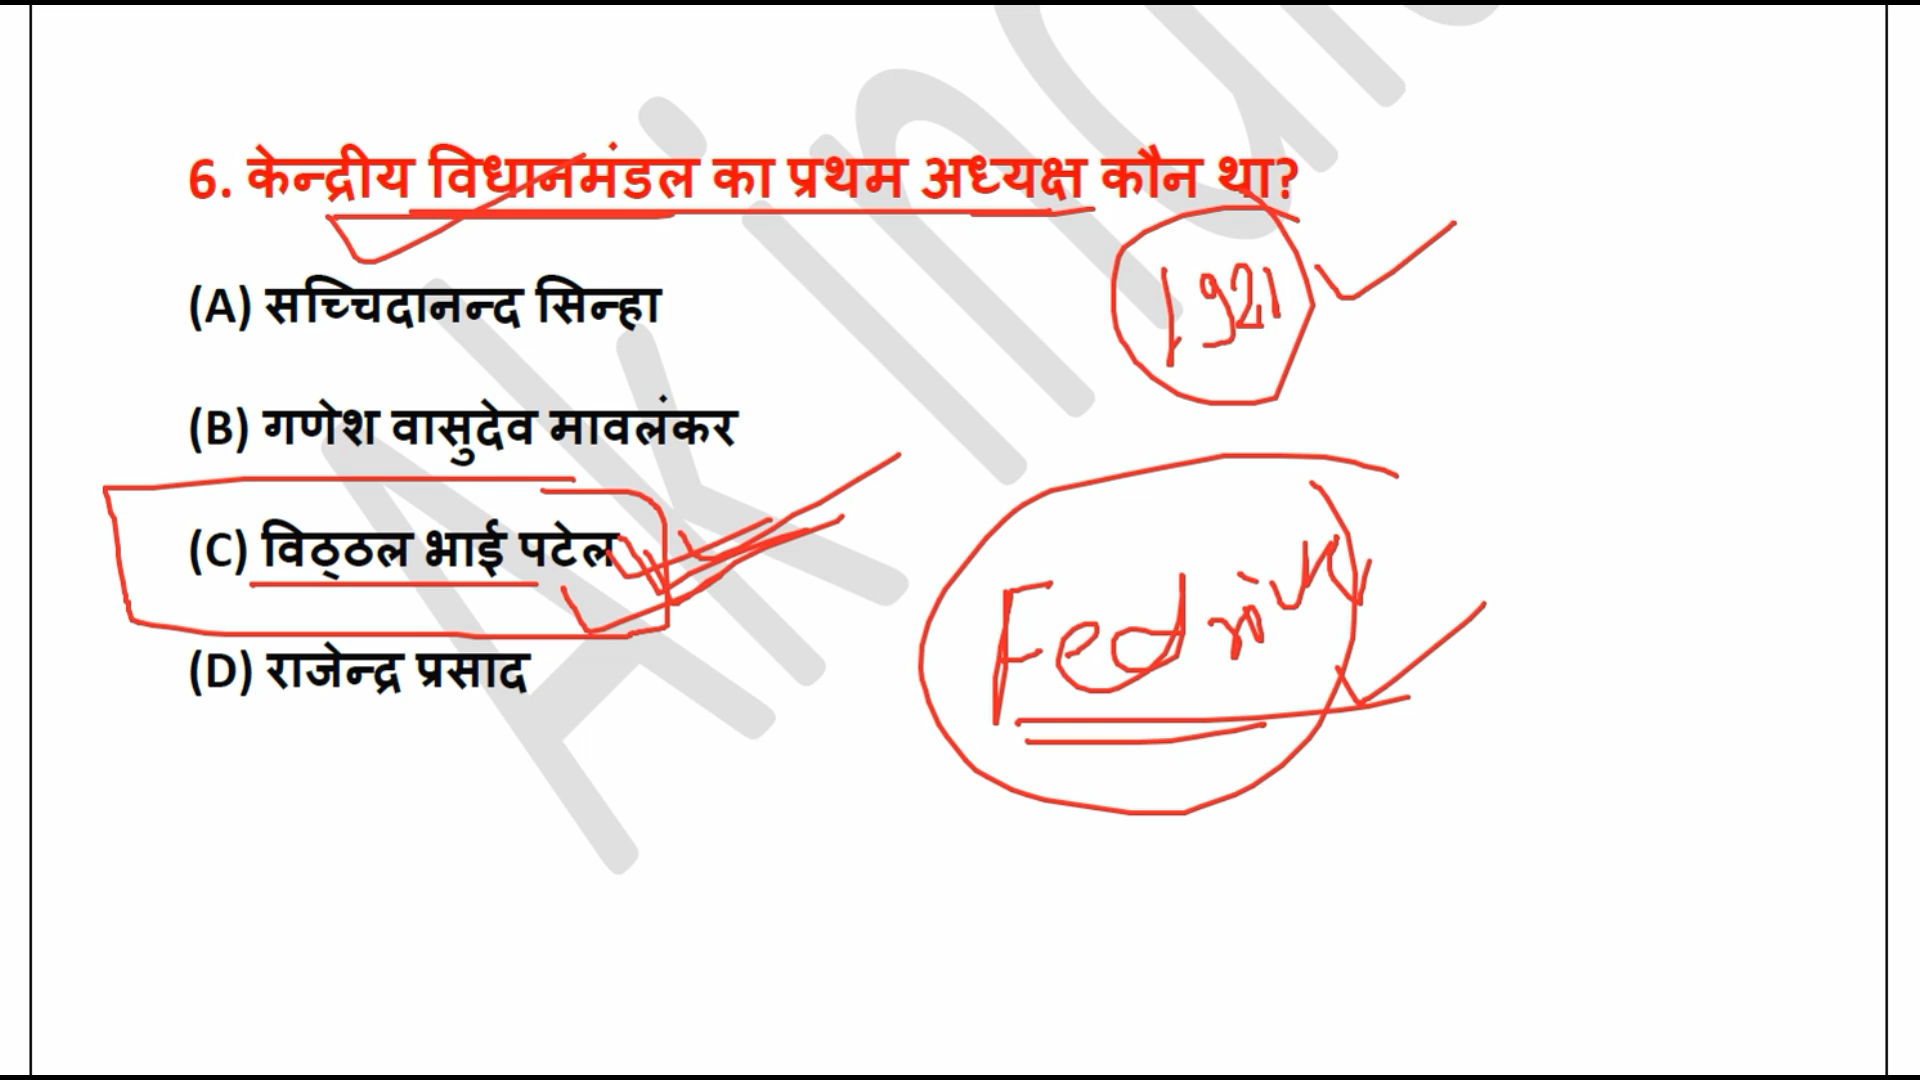 6. केन्द्रीय विधानमंडल का प्रथम अध्यक्ष कौन था?
(A) सच्चिदानन्द सिन्हा
1921
(B) गणेश वासुदेव मावलंकर
(C) विठ्ठल भाई पटेल
(D) राजेन्द्र प्रसाद